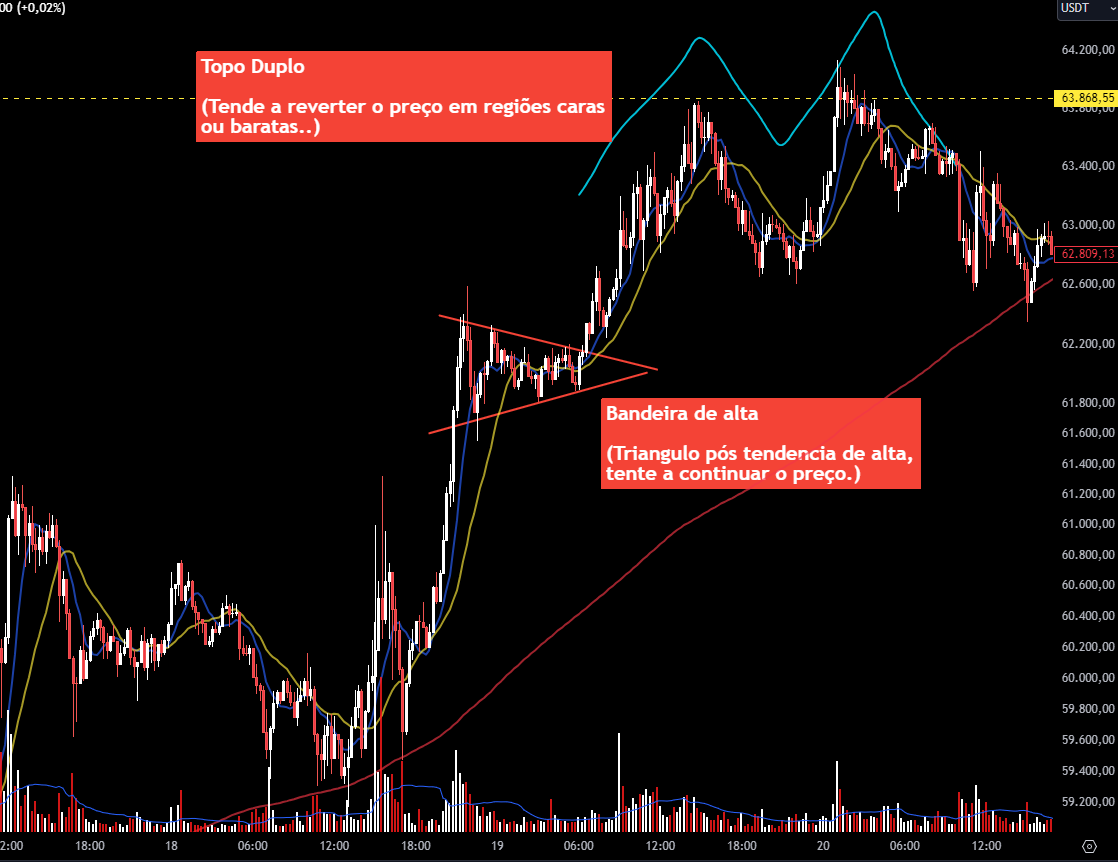 00 (+0,02%)
USDT
Topo Duplo
(Tende a reverter o preço em regiões caras
ou baratas..)
64.200,00
63.868,55
63.800,00
63.400,00
63.000,00
62.809,13
62.600,00
62.200,00
61.800,00
61.600,00
61.400,00
61.200,00
61.000,00
60.800,00
60.600,00
60.400,00
60.200,00
60.000,00
59.800,00
59.600,00
59.400,00
59.200,00
Bandeira de alta
(Triangulo pós tendencia de alta,
tente a continuar o preço.)
2:00 18:00 18 06:00 12:00 18:00 19 06:00 12:00 18:00 20 06:00 12:00